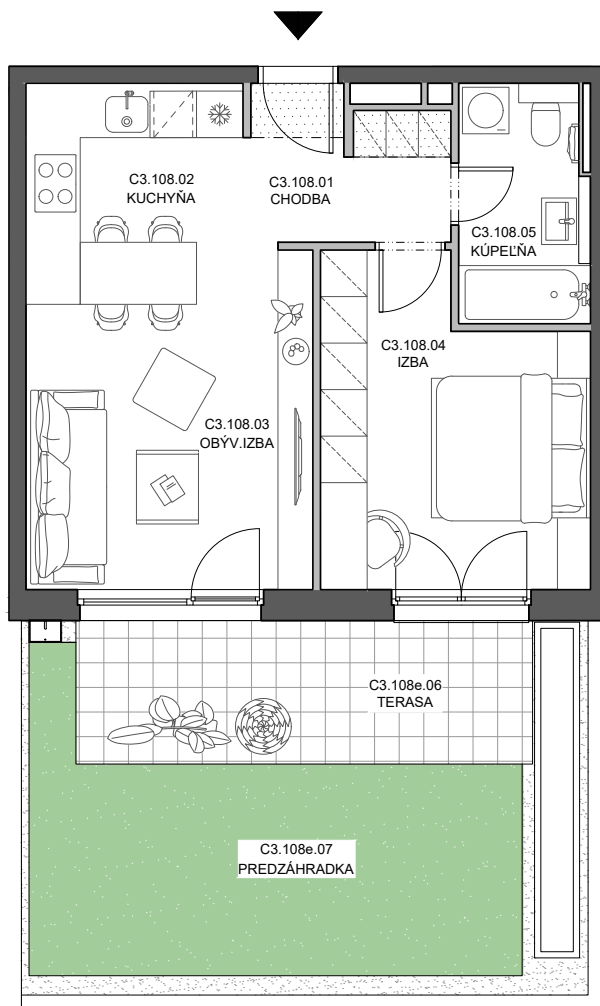 C3.108.02
KUCHYŇA
C3.108.01
CHODBA
C3.108.05
KÚPEĽŇA
C3.108.04
IZBA
C3.108.03
OBÝV.IZBA
C3.108e.06
TERASA
C3.108e.07
PREDZÁHRADKA